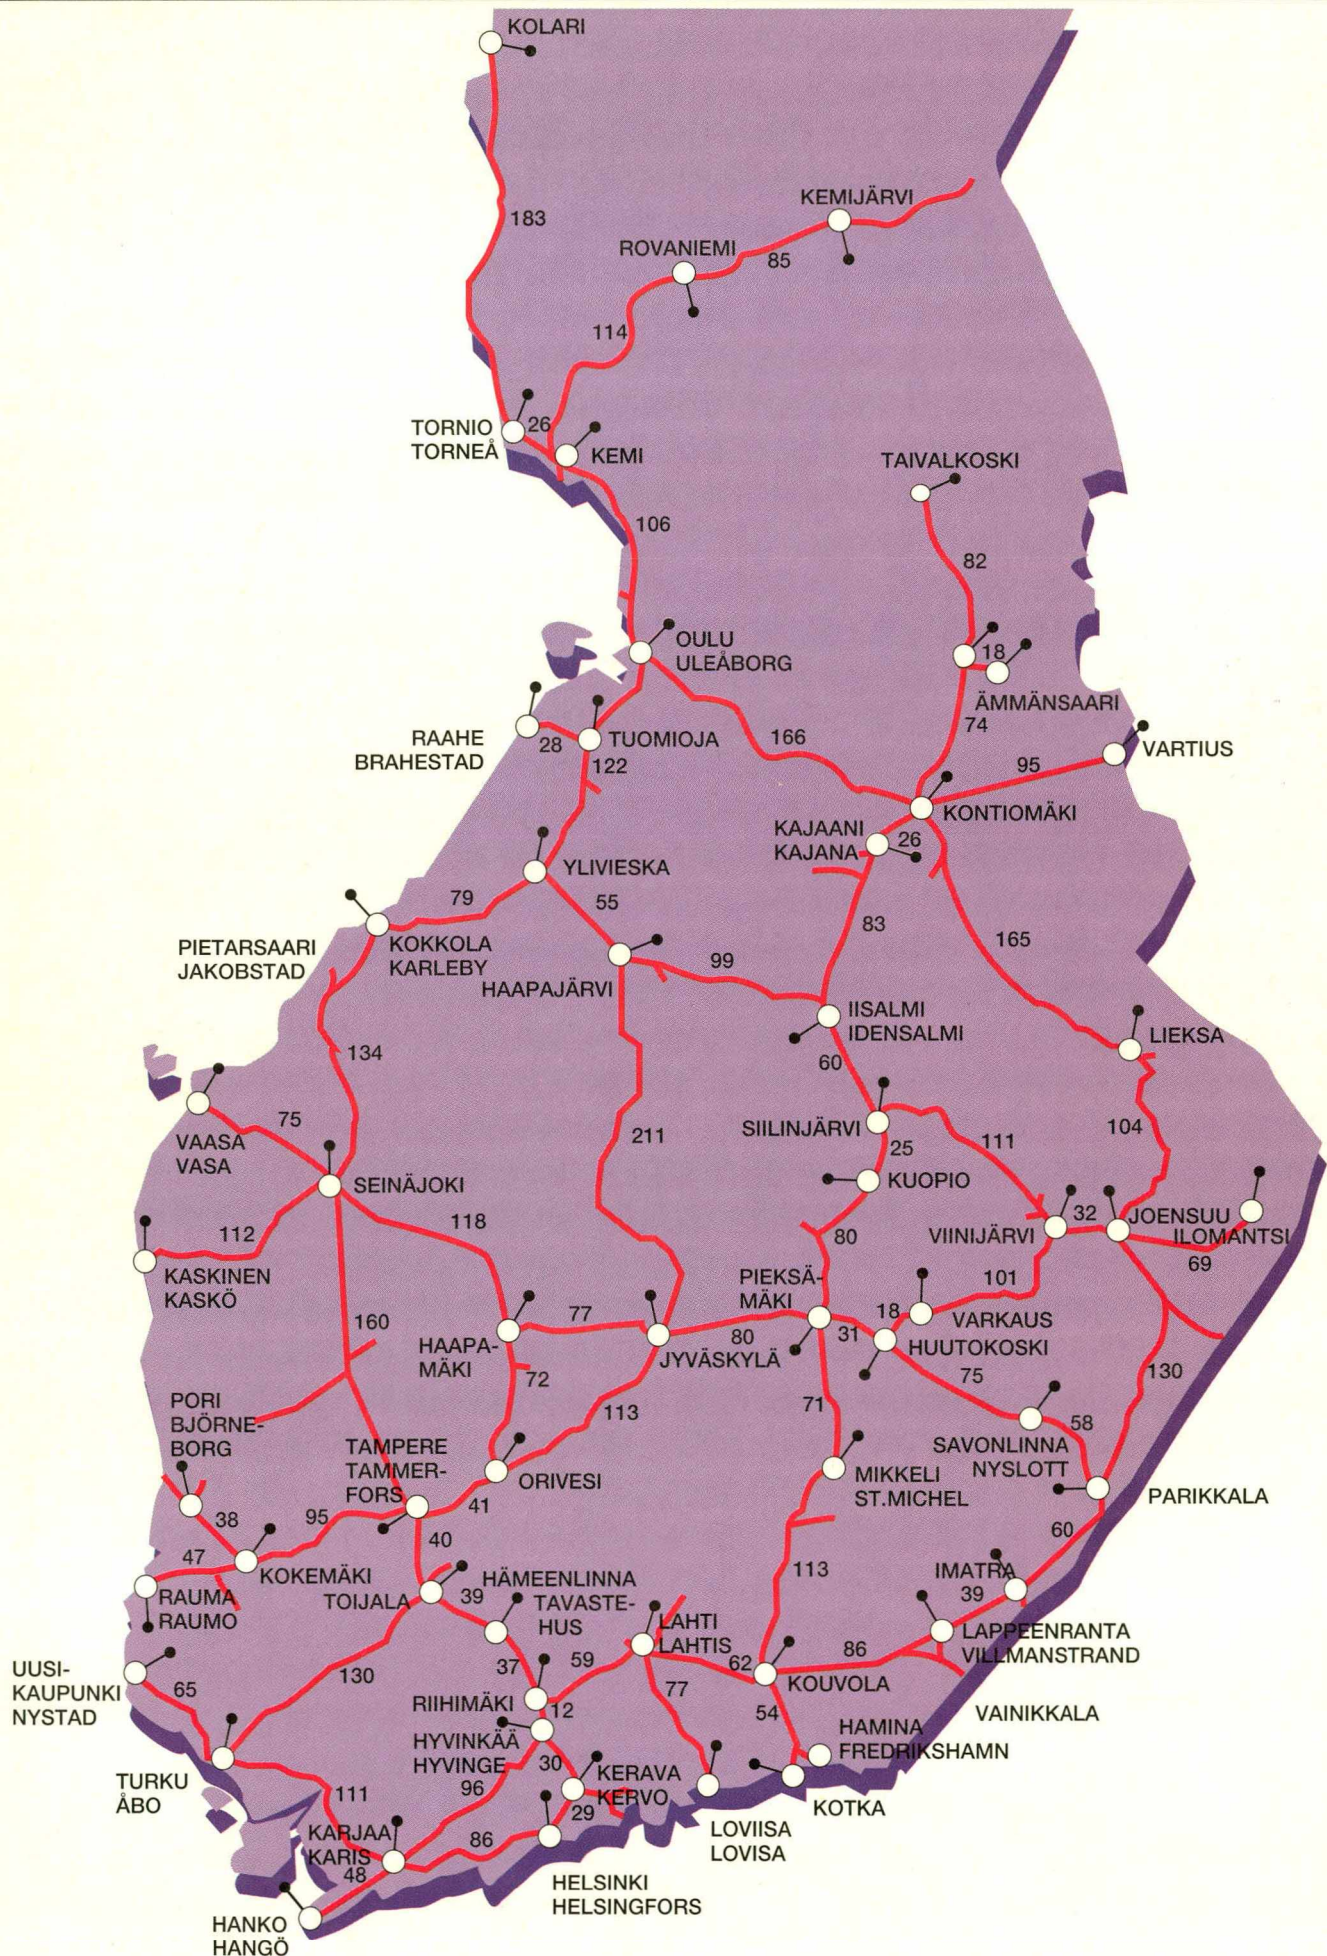 KOLARI
183
KEMIJÄRVI
ROVANIEMI
85
114
TORNIO
TORNEÅ
26
KEMI
TAIVALKOSKI
106
82
OULU
ULEÅBORG
18
ÄMMÄNSAARI
74
RAAHE
BRAHESTAD
28
TUOMIOJA
122
166
VARTIUS
95
KONTIOMÄKI
KAJAANI
KAJANA
26
YLIVIESKA
79
55
83
165
PIETARSAARI
JAKOBSTAD
KOKKOLA
KARLEBY
HAAPAJÄRVI
99
IISALMI
IDENSALMI
LIEKSA
134
60
VAASA
VASA
75
211
SIILINJÄRVI
25
111
104
SEINÄJOKI
KUOPIO
112
118
80
VIINIJÄRVI
32
JOENSUU
ILOMANTSI
69
KASKINEN
KASKÖ
PIEKSÄ-
MÄKI
101
160
HAAPA-
MÄKI
77
80
JYVÄSKYLÄ
31
18
VARKAUS
HUUTOKOSKI
72
75
130
PORI
BJÖRNE-
BORG
113
71
58
TAMPERE
TAMMER-
FORS
ORIVESI
SAVONLINNA
NYSLOTT
MIKKELI
ST.MICHEL
PARIKKALA
38
95
41
40
60
47
KOKEMÄKI
RAUMA
RAUMO
TOIJALA
39
HÄMEENLINNA
TAVASTE-
HUS
113
IMATRA
39
LAHTI
LAHTIS
LAPPEENRANTA
VILLMANSTRAND
UUSI-
KAUPUNKI
NYSTAD
65
130
37
59
62
86
KOUVOLA
77
RIIHIMÄKI
12
54
VAINIKKALA
HYVINKÄÄ
HYVINGE
30
HAMINA
FREDRIKSHAMN
TURKU
ÅBO
111
96
KERAVA
KERVO
29
KOTKA
KARJAA
KARIS
48
86
LOVIISA
LOVISA
HELSINKI
HELSINGFORS
HANKO
HANGÖ